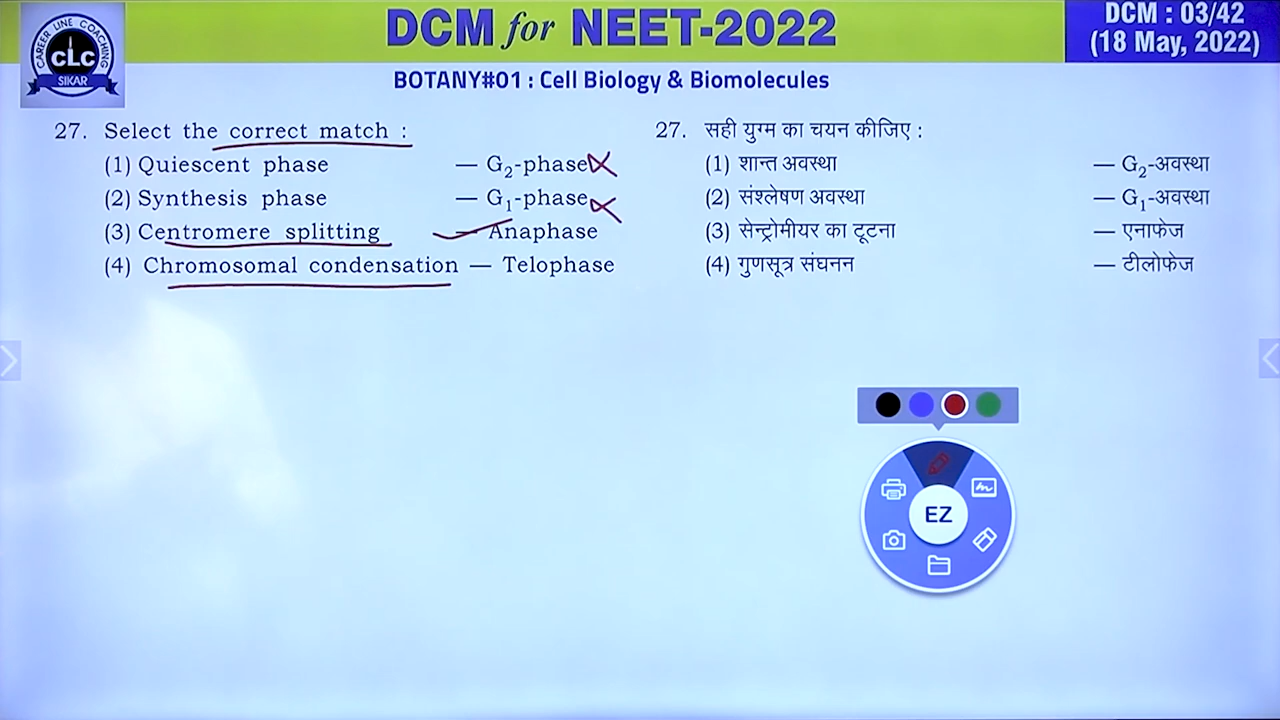 CAREER LINE COACHING
CLC
SIKAR
DCM for NEET-2022
DCM : 03/42
(18 May, 2022)
BOTANY#01 : Cell Biology & Biomolecules
27. Select the correct match :
(1) Quiescent phase — G₂-phase
(2) Synthesis phase — G₁-phase
(3) Centromere splitting — Anaphase
(4) Chromosomal condensation — Telophase
27. सही युग्म का चयन कीजिए :
(1) शान्त अवस्था — G₂-अवस्था
(2) संश्लेषण अवस्था — G₁-अवस्था
(3) सेन्ट्रोमीयर का टूटना — एनाफेज
(4) गुणसूत्र संघनन — टीलोफेज
EZ